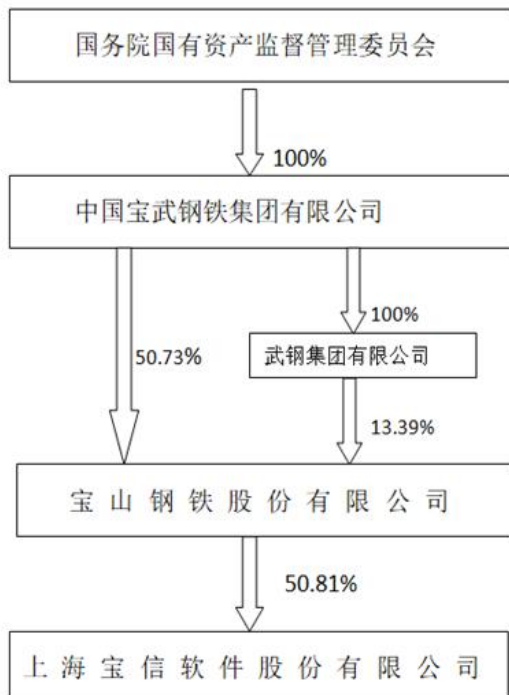 国务院国有资产监督管理委员会
100%
中国宝武钢铁集团有限公司
100%
50.73%
武钢集团有限公司
13.39%
宝山钢铁股份有限公司
50.81%
上海宝信软件股份有限公司